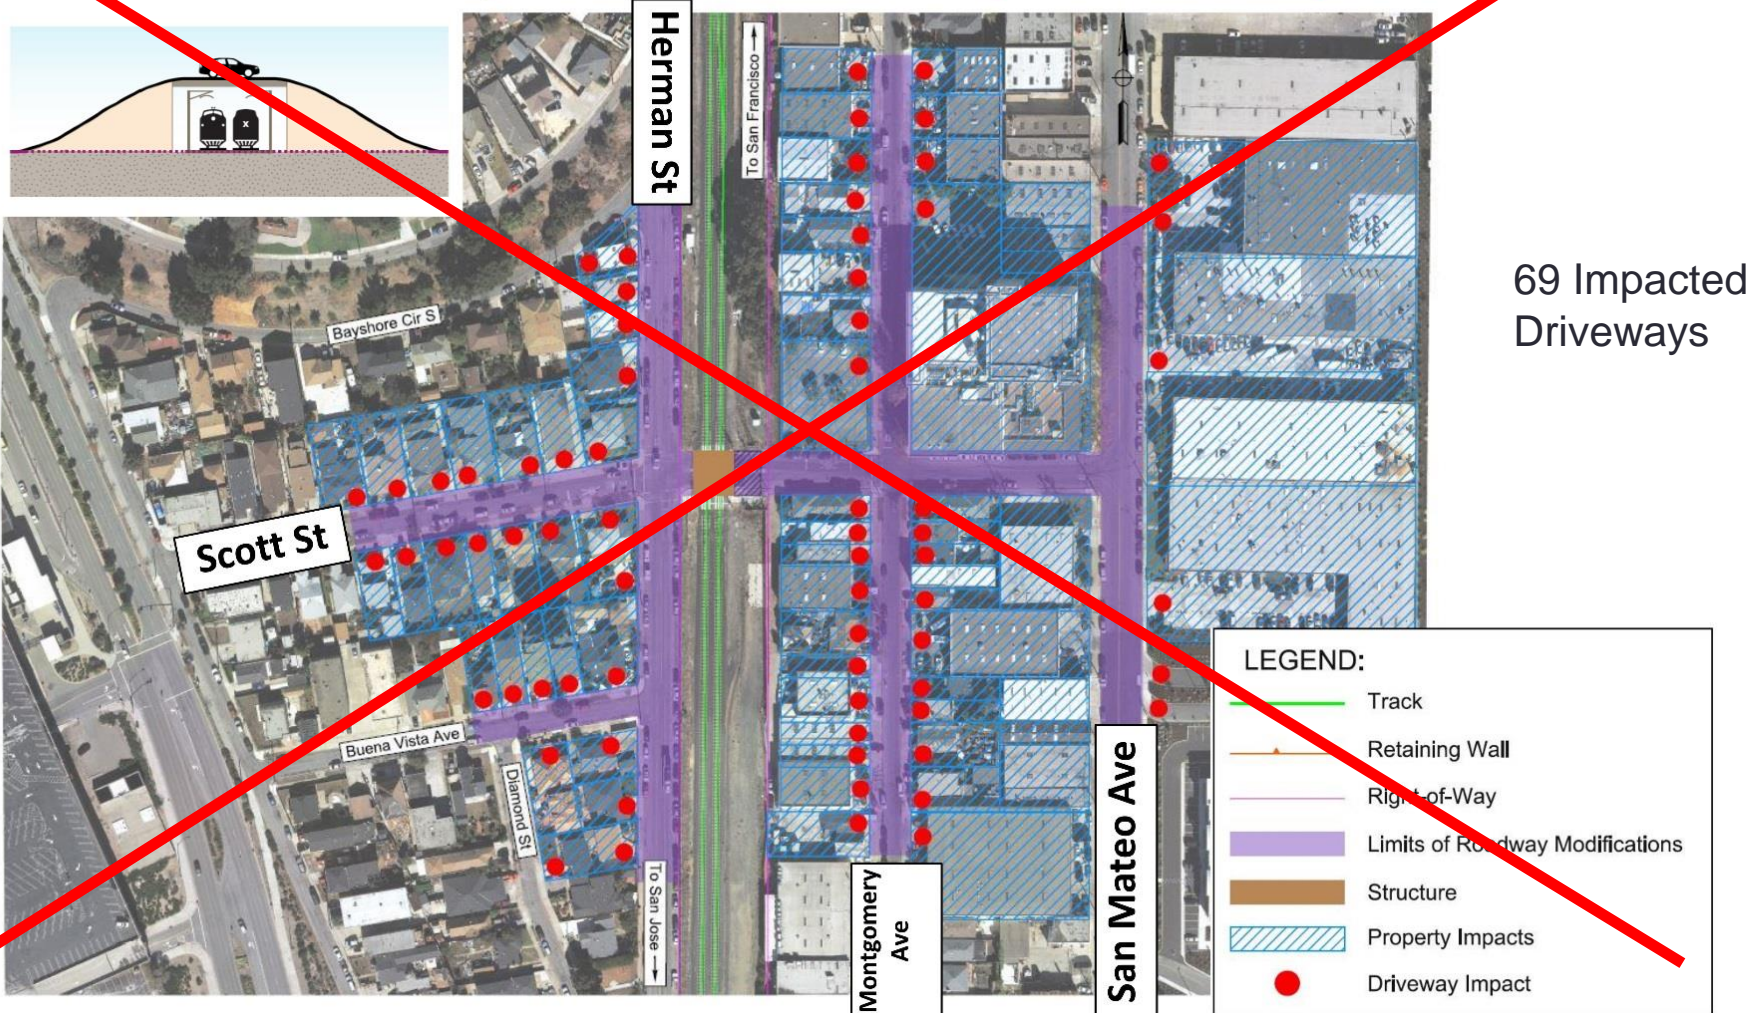 Herman St
To San Francisco
Bayshore Cir S
69 Impacted
Driveways
Scott St
Buena Vista Ave
Diamond St
To San Jose
Montgomery
Ave
San Mateo Ave
LEGEND:
Track
Retaining Wall
Right-of-Way
Limits of Roadway Modifications
Structure
Property Impacts
Driveway Impact
X